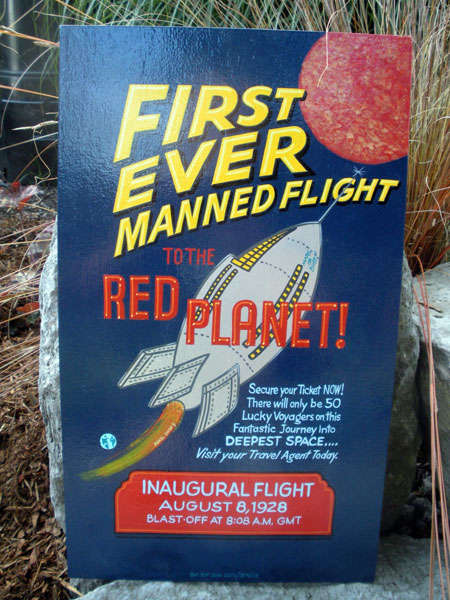 FIRST
EVER
MANNED FLIGHT
TO THE
RED PLANET!
Secure your Ticket NOW!
There will only be 50
Lucky Voyagers on this
Fantastic Journey into
DEEPEST SPACE....
Visit your Travel Agent Today.
INAUGURAL FLIGHT
AUGUST 8, 1928
BLAST-OFF AT 8:08 A.M. GMT